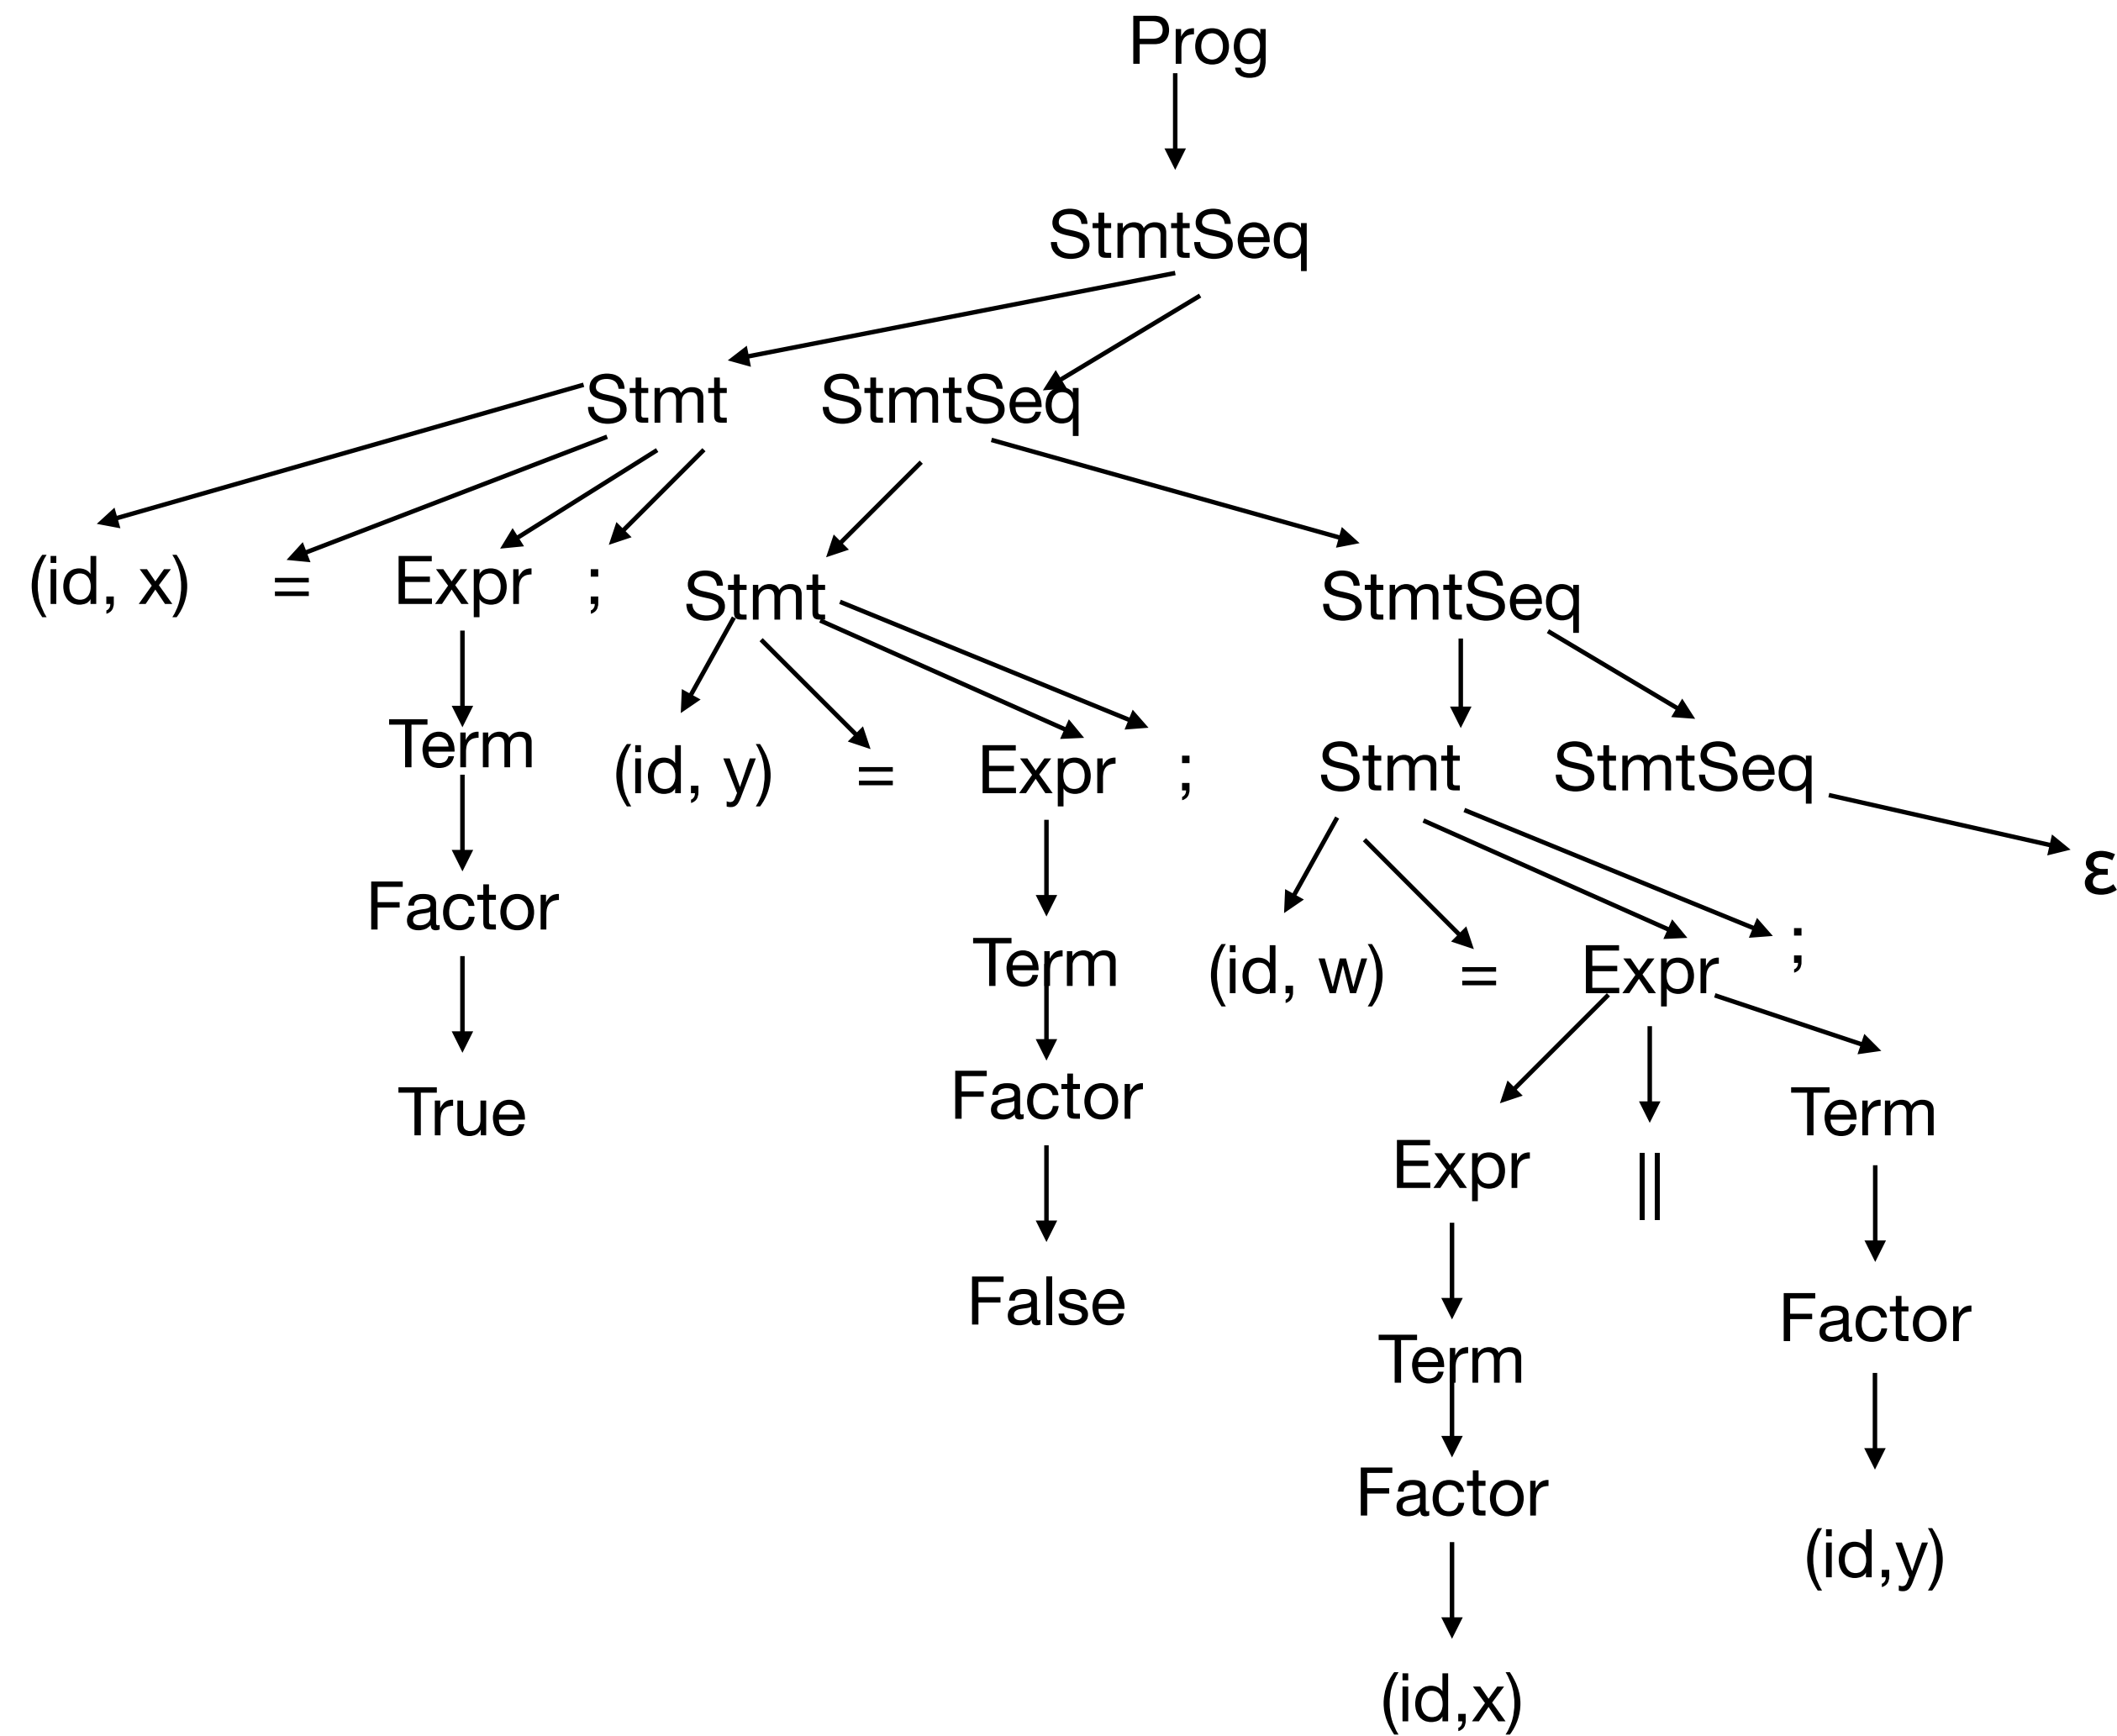 Prog
StmtSeq
Stmt StmtSeq
(id, x) = Expr ; Stmt StmtSeq
Term (id, y) = Expr ; Stmt StmtSeq
Factor Term (id, w) = Expr ; ε
True Factor Expr || Term
False Term Factor
Factor (id,y)
(id,x)